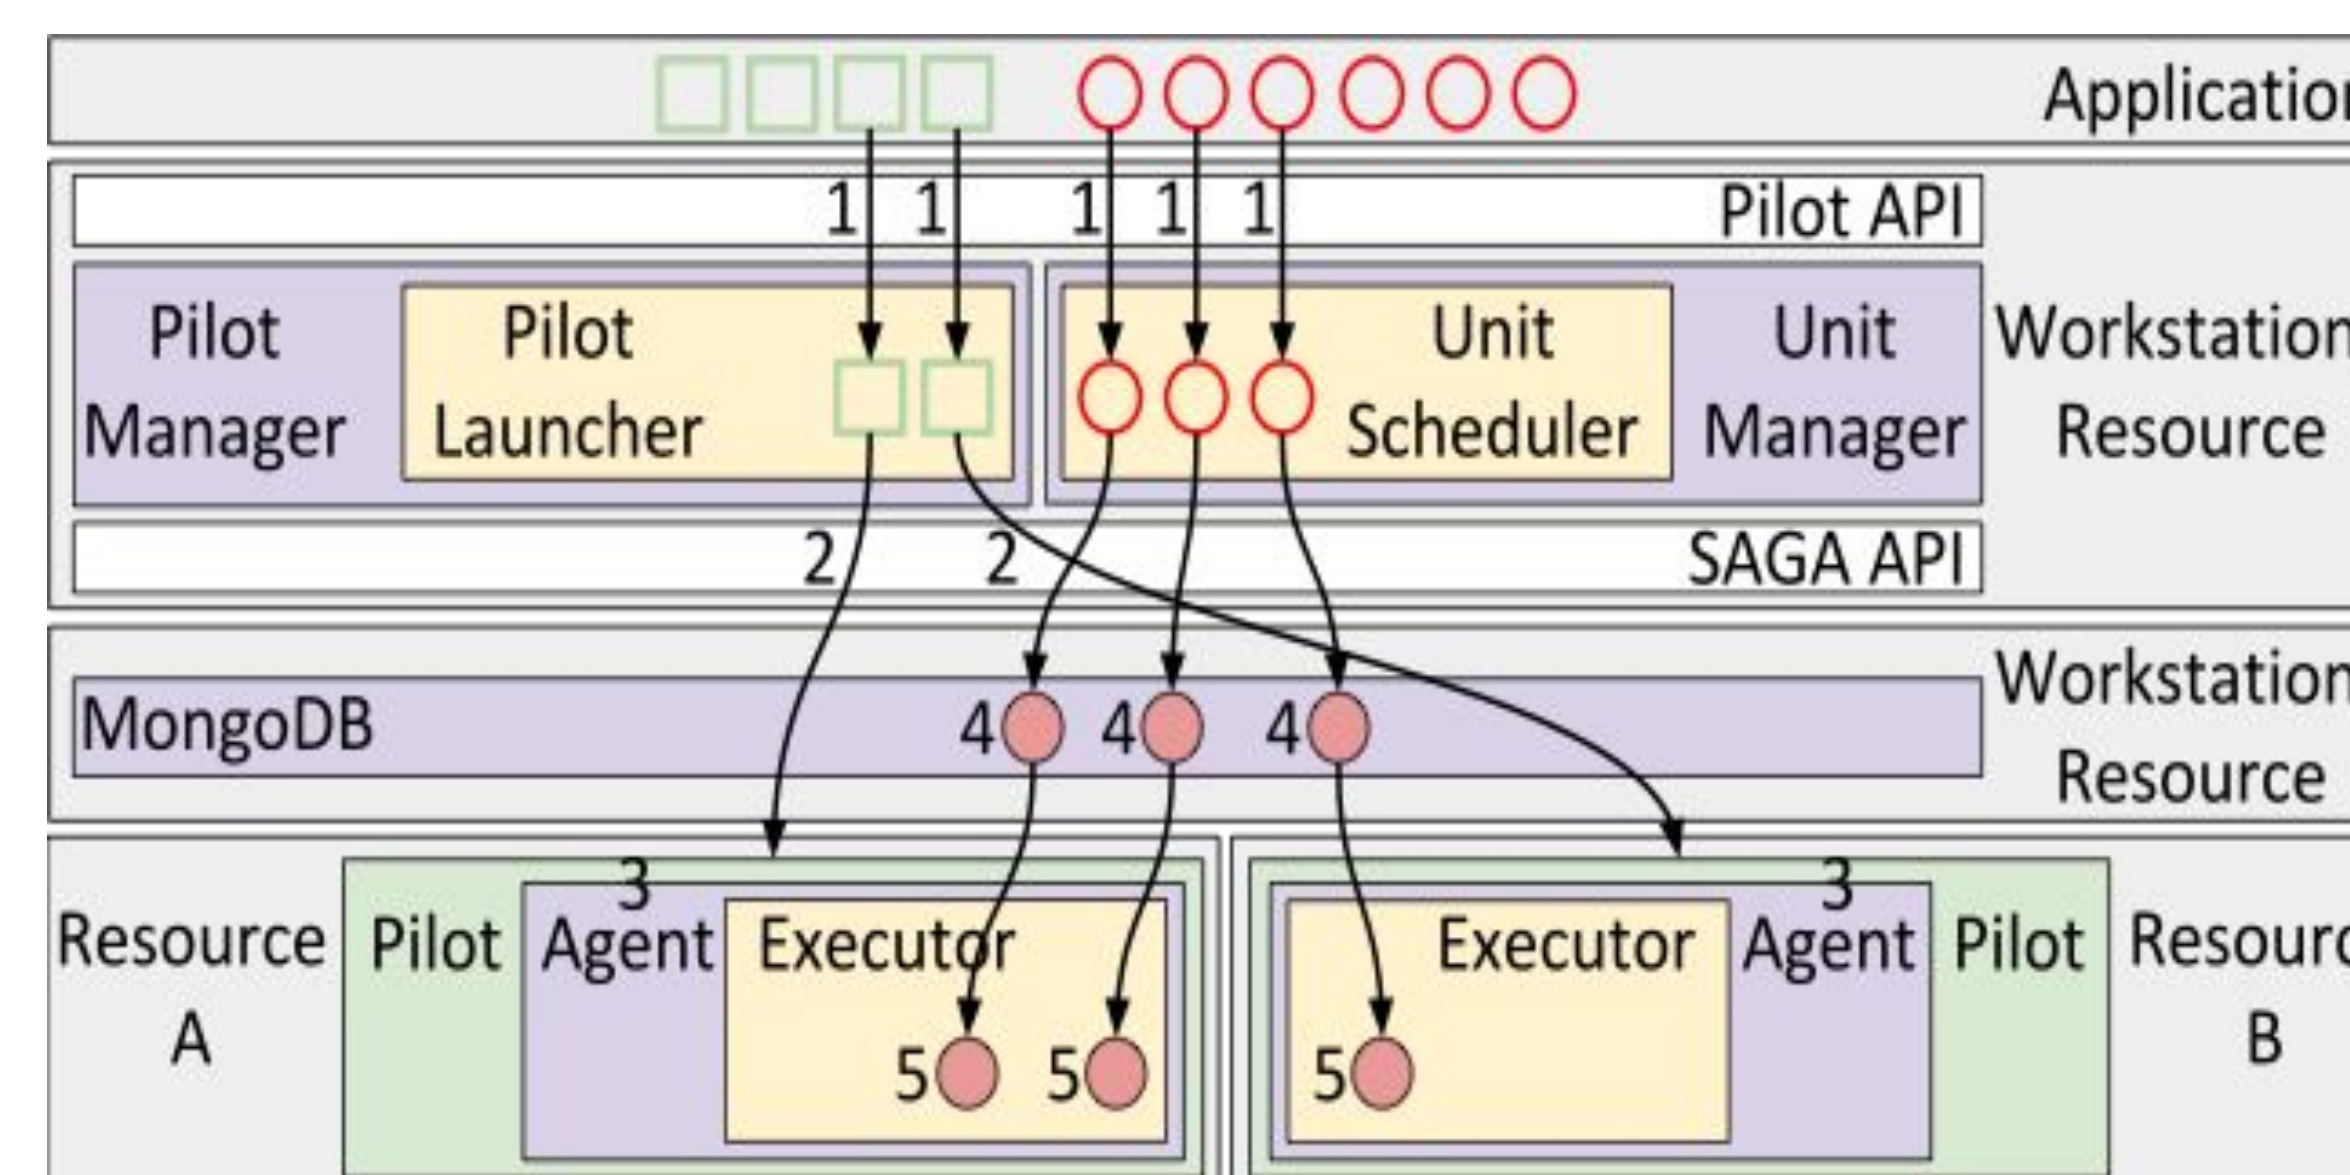 Application
1 1 1 1 1 Pilot API
Pilot Manager
Pilot Launcher
Unit Scheduler
Unit Manager
Workstation Resource
2 2 SAGA API
MongoDB 4 4 4
Workstation Resource
Resource A
Pilot
3
Agent
Executor
5 5
Executor
5
3
Agent
Pilot
Resourc
B